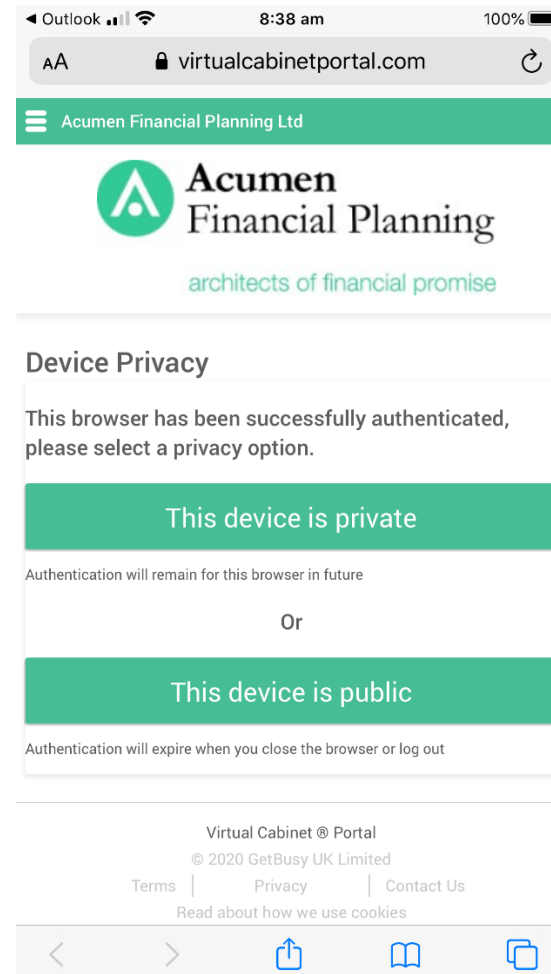 ◀ Outlook 8:38 am 100%
AA virtualcabinetportal.com
Acumen Financial Planning Ltd
Acumen
Financial Planning
architects of financial promise
Device Privacy
This browser has been successfully authenticated,
please select a privacy option.
This device is private
Authentication will remain for this browser in future
Or
This device is public
Authentication will expire when you close the browser or log out
Virtual Cabinet ® Portal
© 2020 GetBusy UK Limited
Terms | Privacy | Contact Us
Read about how we use cookies